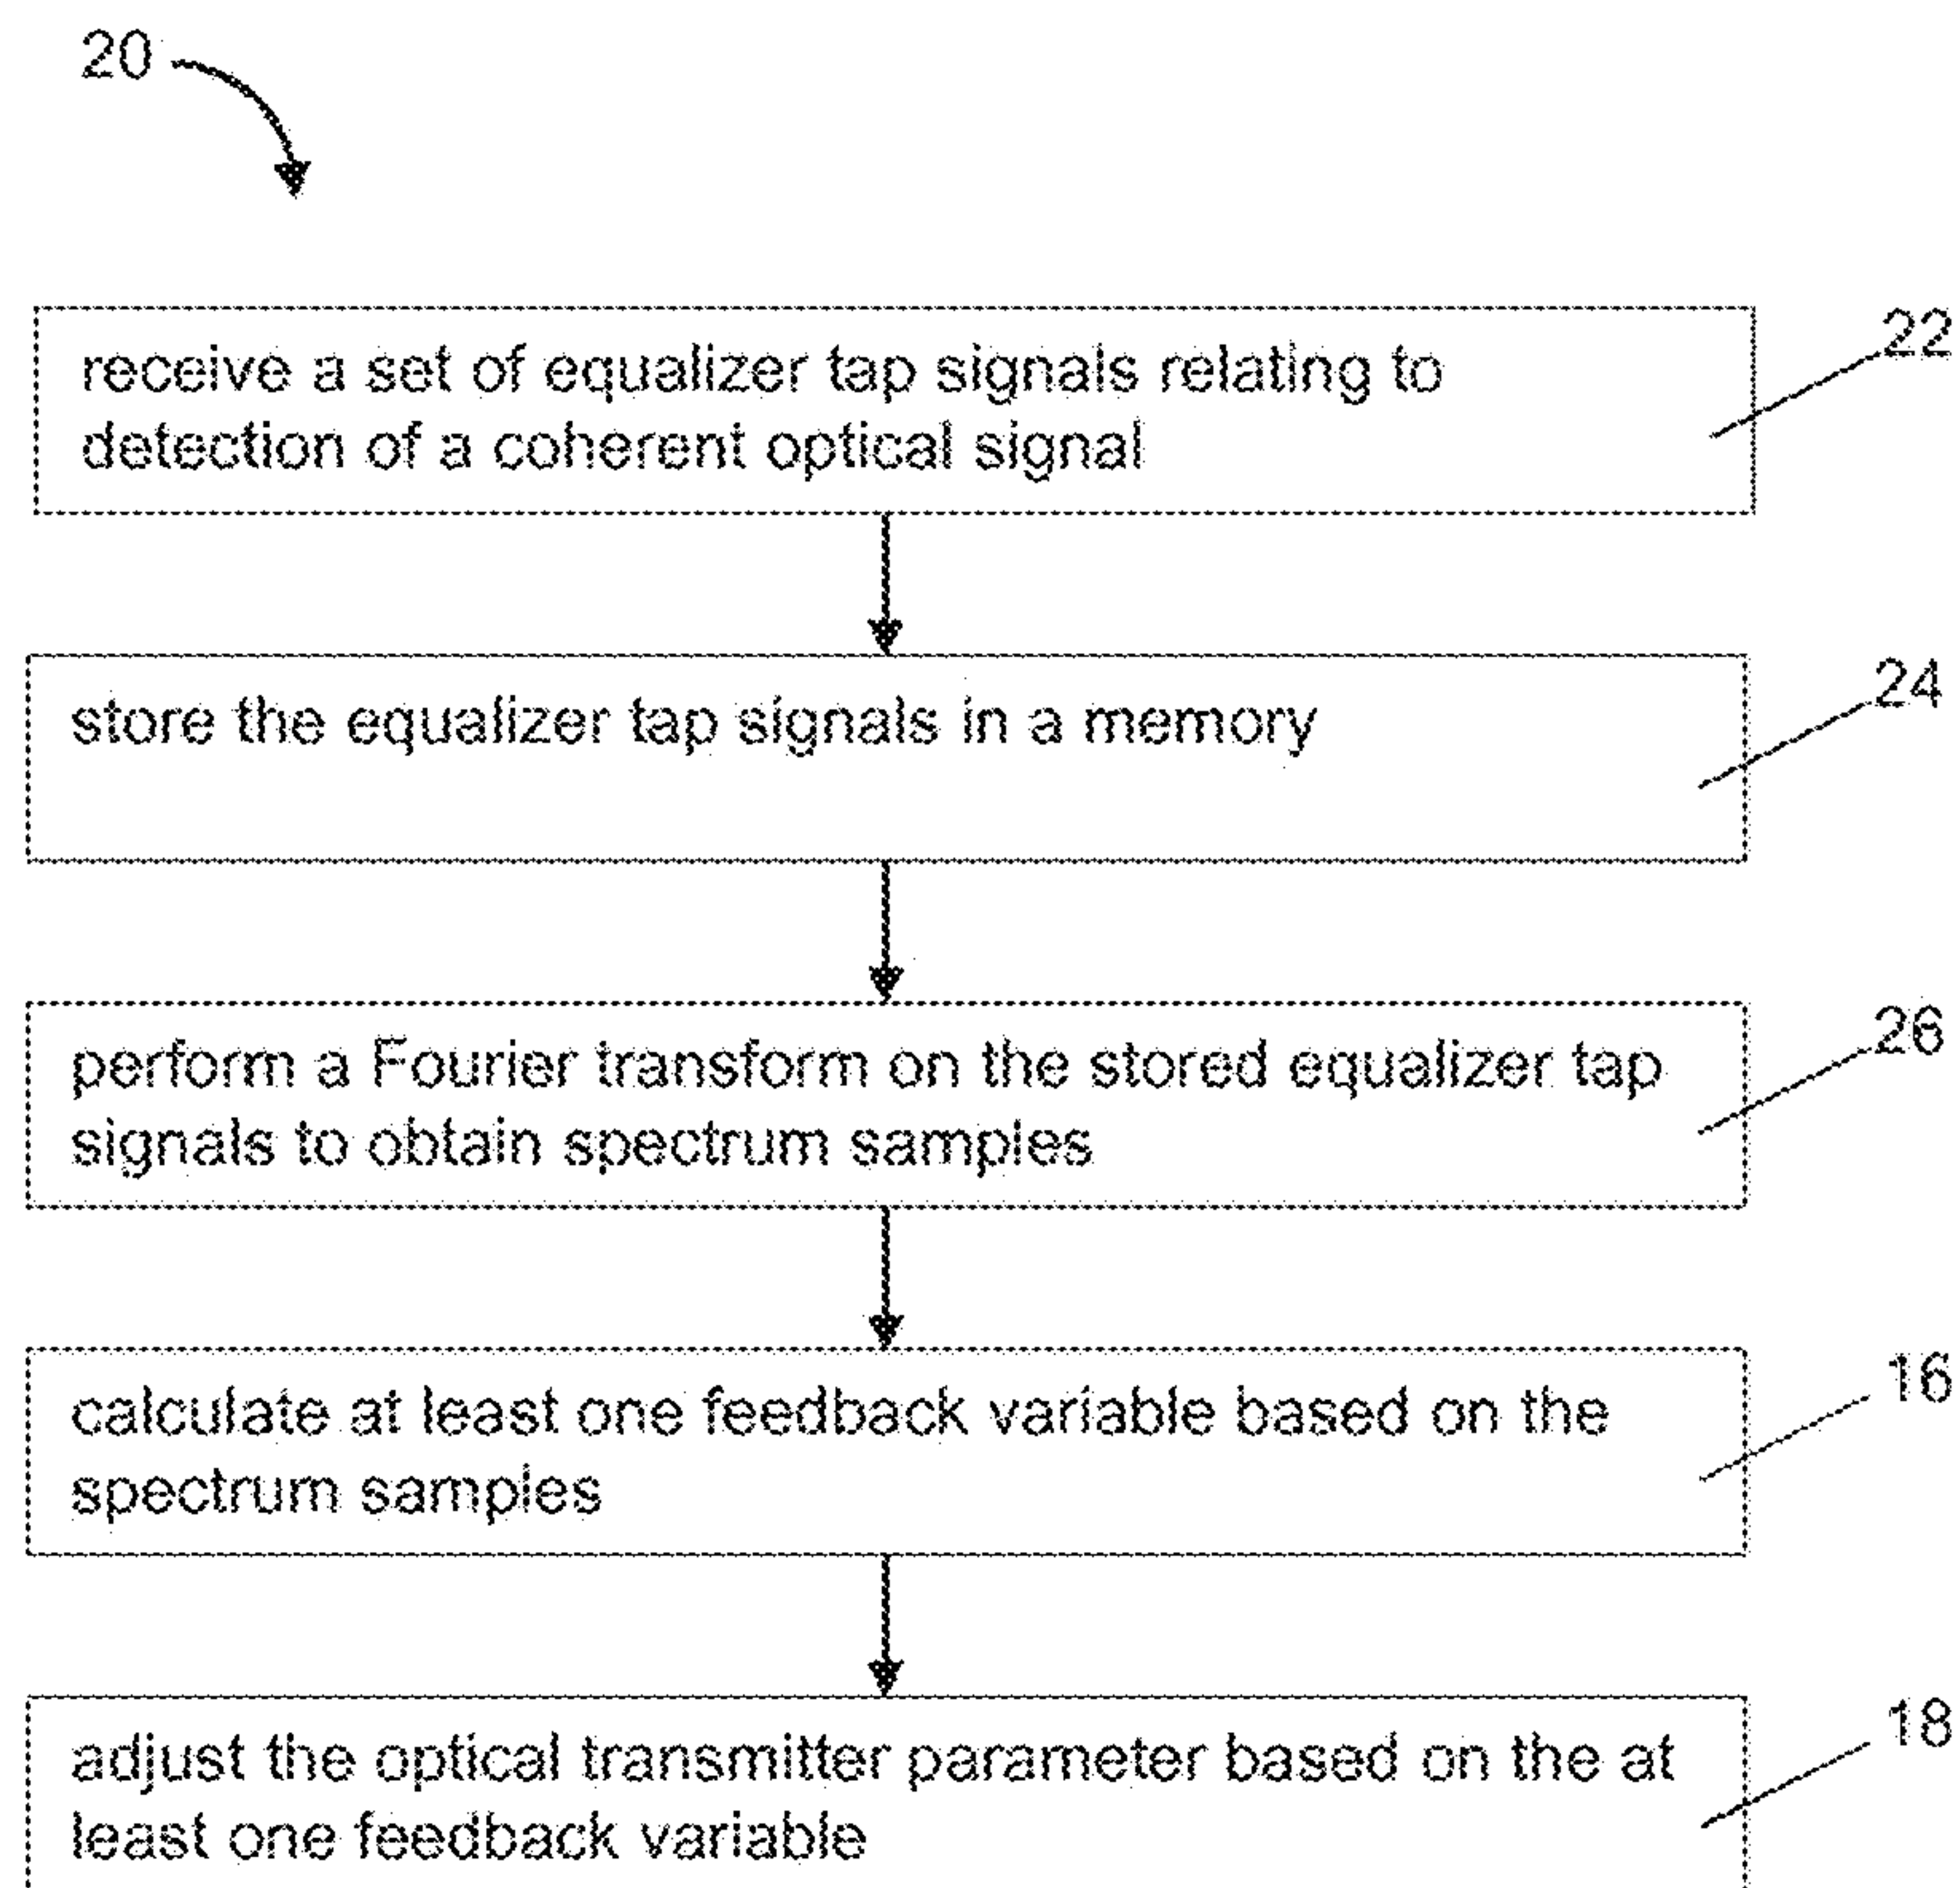 20
receive a set of equalizer tap signals relating to
detection of a coherent optical signal
22
store the equalizer tap signals in a memory
24
perform a Fourier transform on the stored equalizer tap
signals to obtain spectrum samples
26
calculate at least one feedback variable based on the
spectrum samples
16
adjust the optical transmitter parameter based on the at
least one feedback variable
18